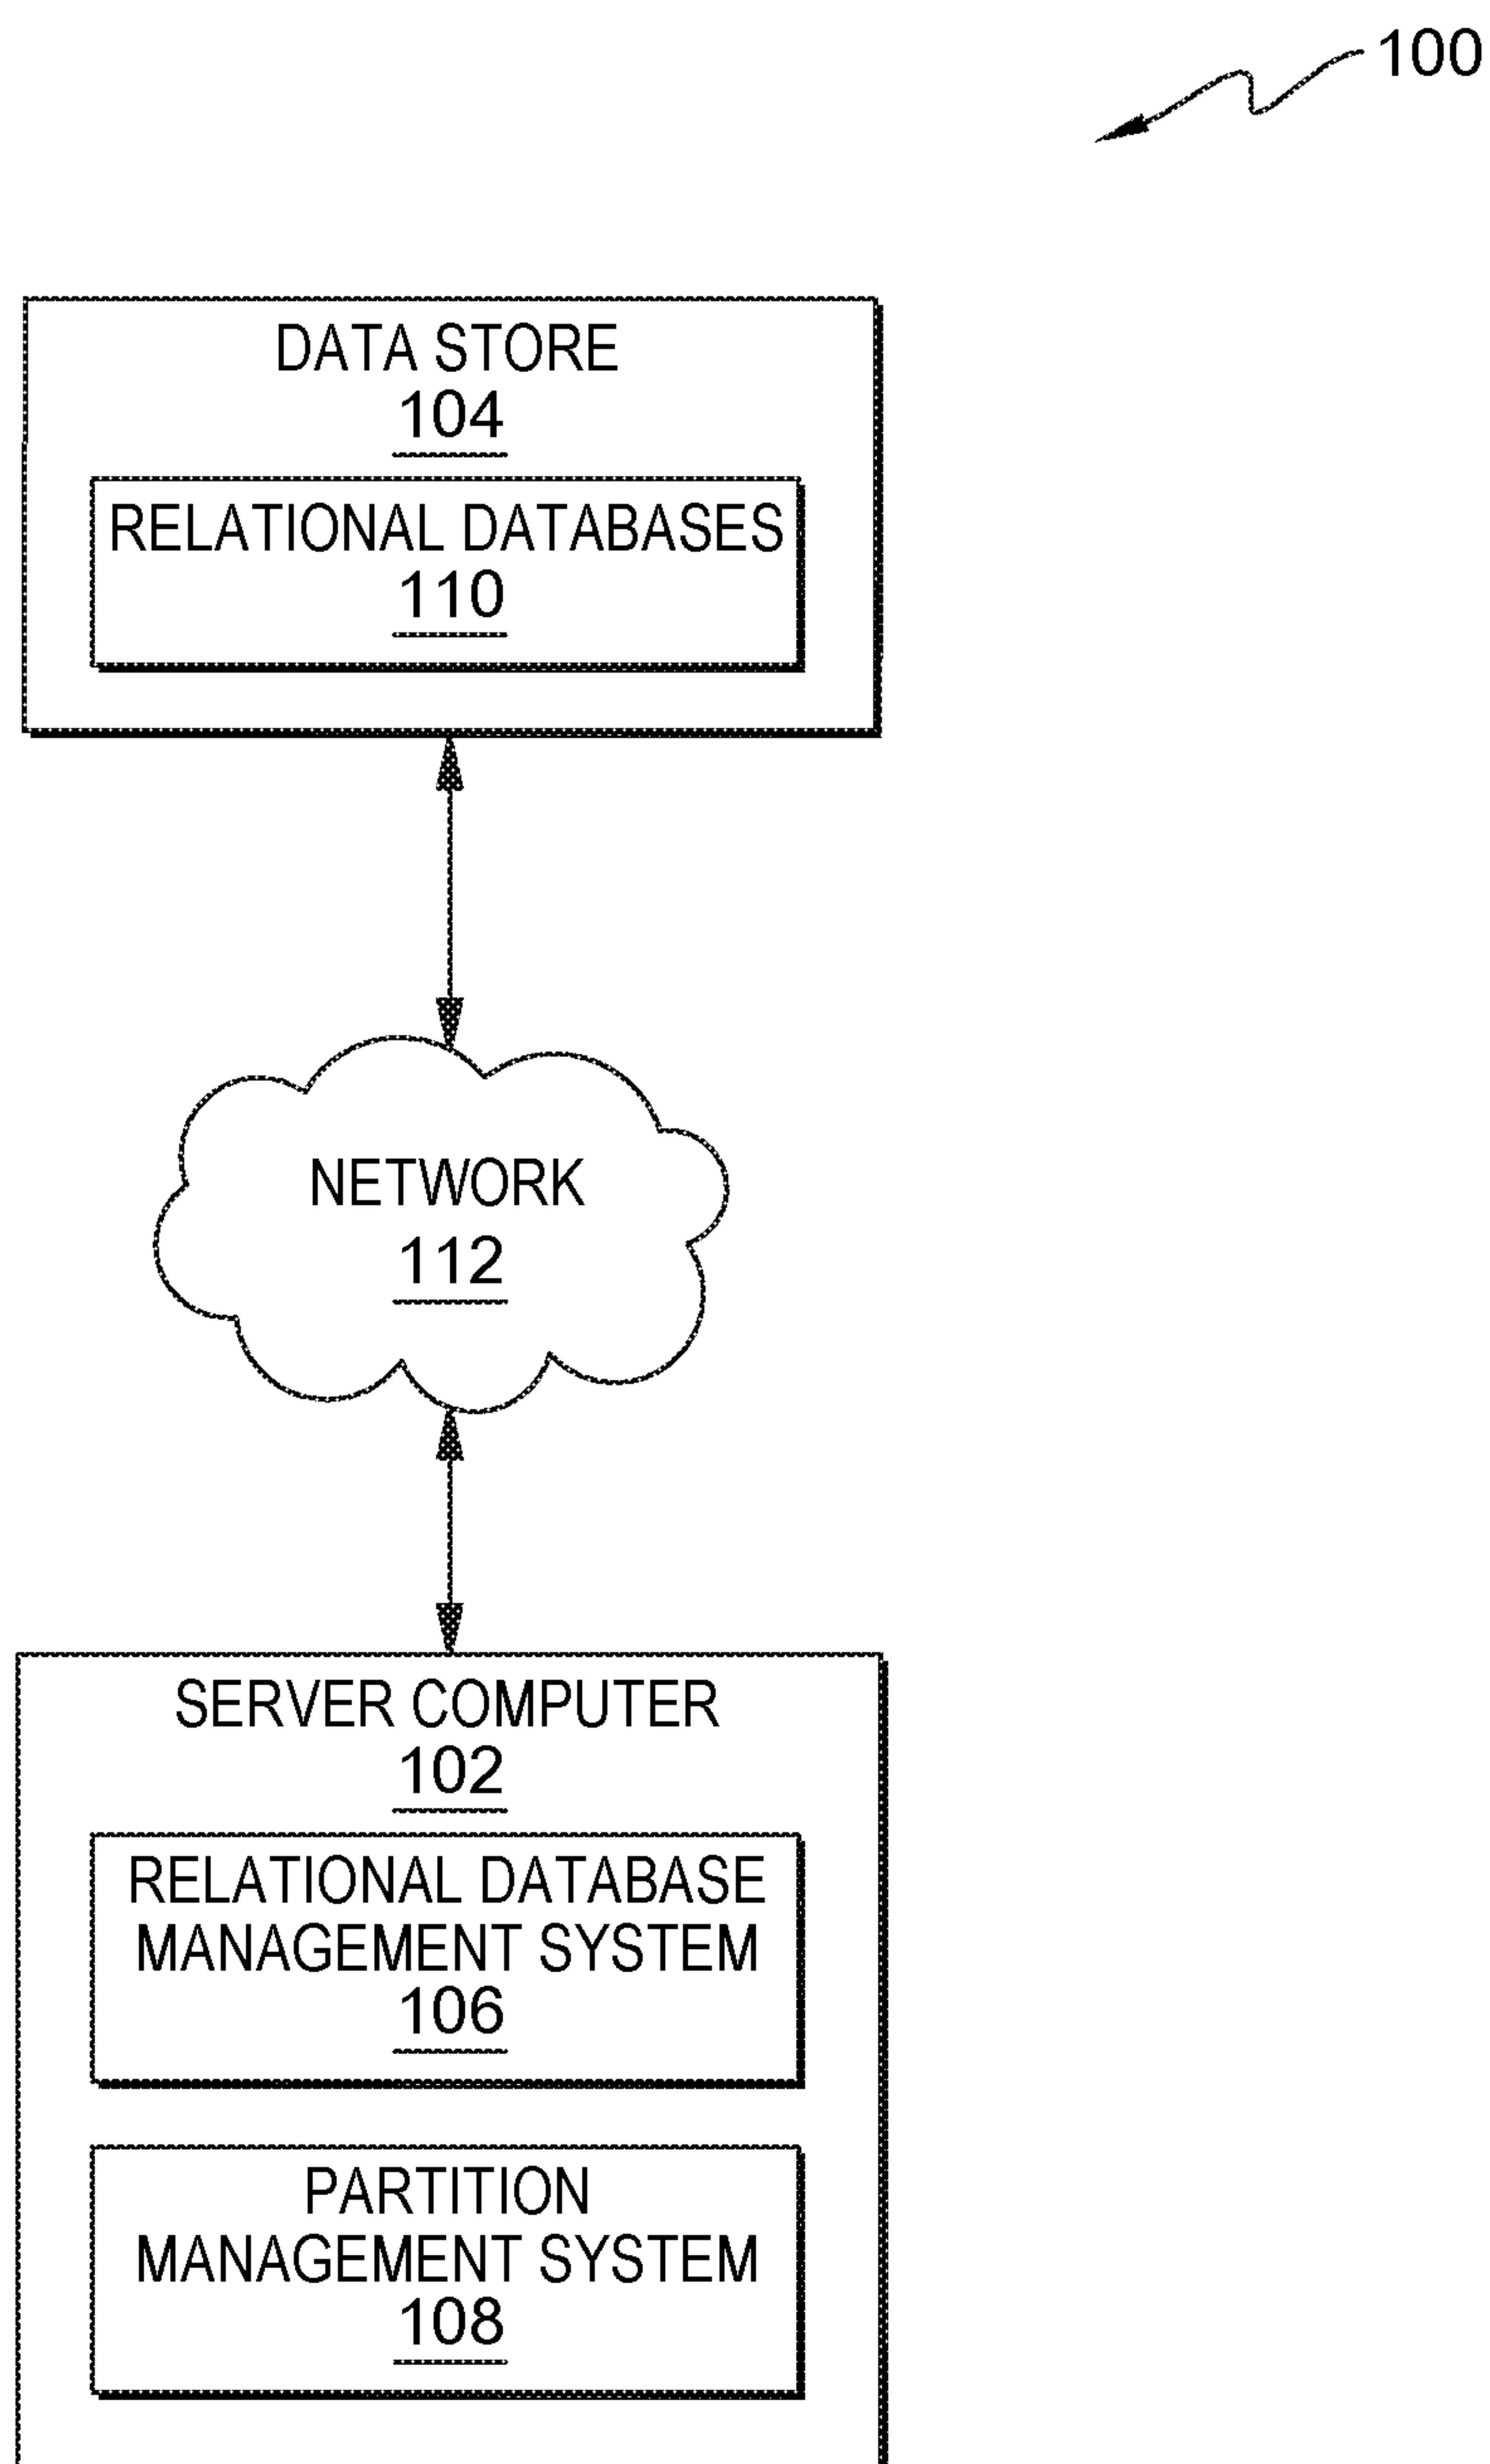 100
DATA STORE
104
RELATIONAL DATABASES
110
NETWORK
112
SERVER COMPUTER
102
RELATIONAL DATABASE
MANAGEMENT SYSTEM
106
PARTITION
MANAGEMENT SYSTEM
108